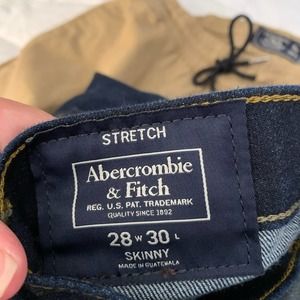 STRETCH
Abercrombie
& Fitch
REG. U.S. PAT. TRADEMARK
QUALITY SINCE 1892
28 W 30 L
SKINNY
MADE IN GUATEMALA